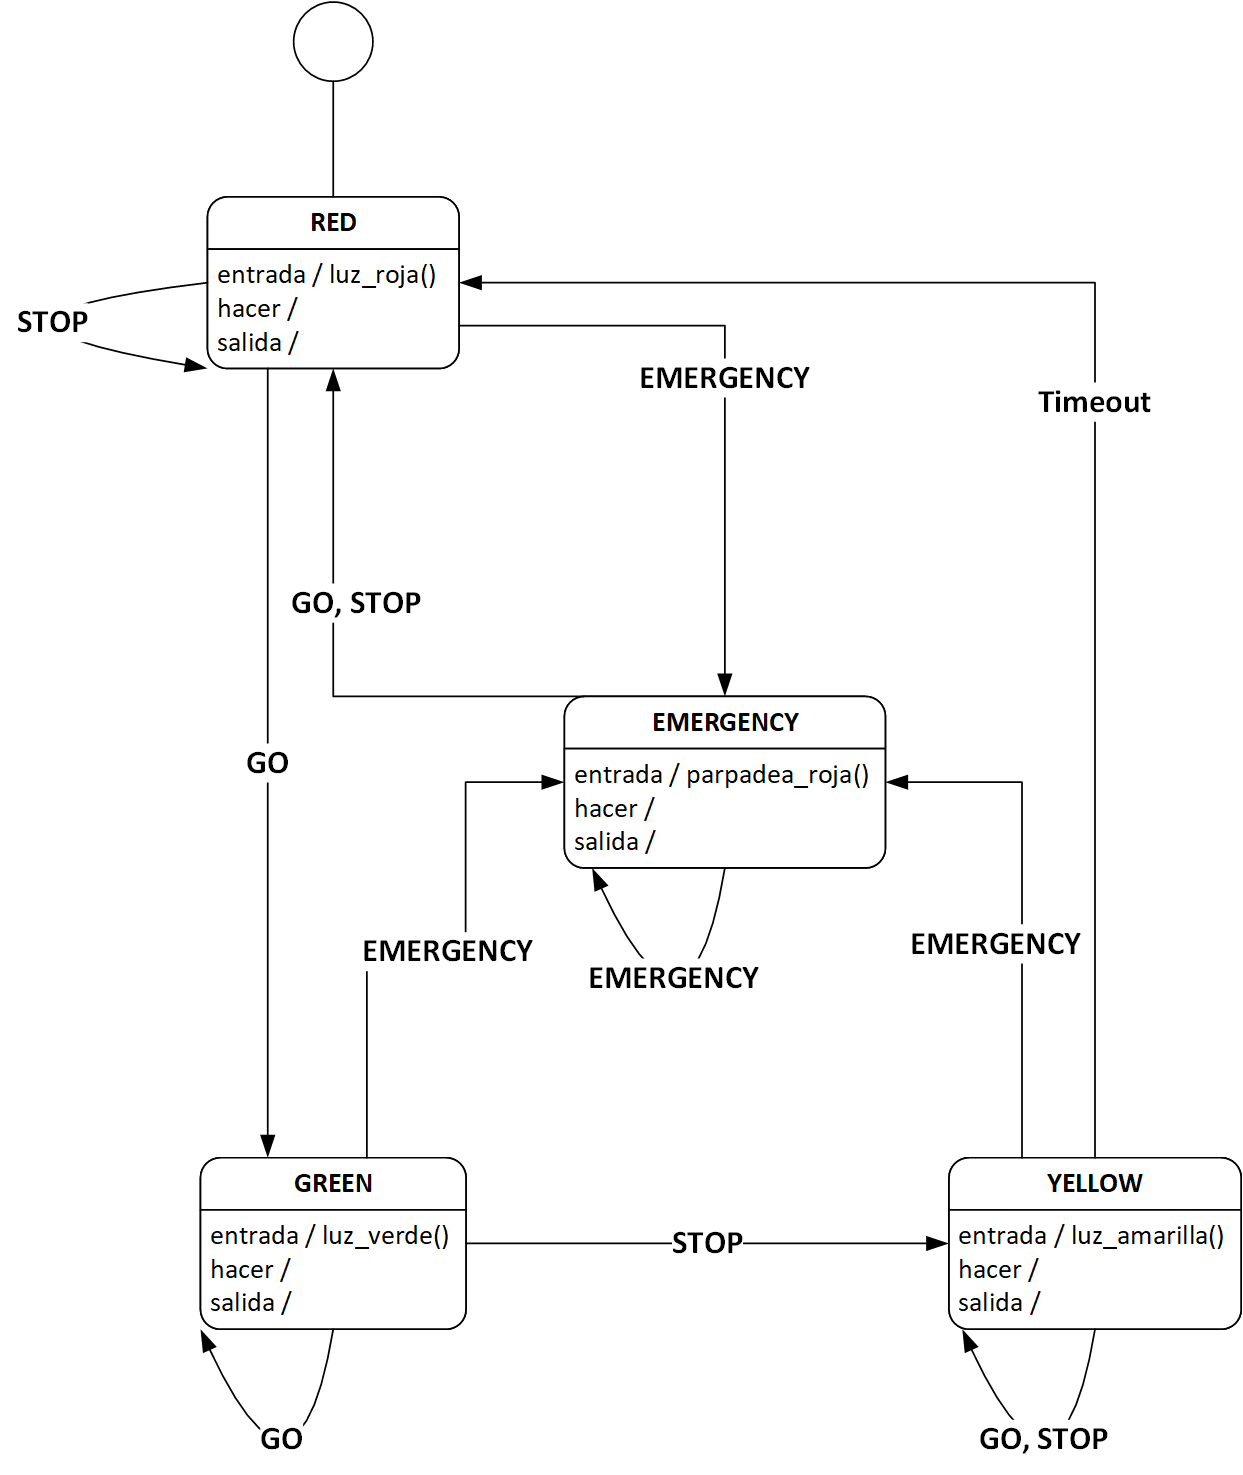 RED
entrada / luz_roja()
hacer /
salida /
STOP
EMERGENCY
Timeout
GO, STOP
GO
EMERGENCY
entrada / parpadea_roja()
hacer /
salida /
EMERGENCY
EMERGENCY
EMERGENCY
GREEN
entrada / luz_verde()
hacer /
salida /
STOP
YELLOW
entrada / luz_amarilla()
hacer /
salida /
GO
GO, STOP